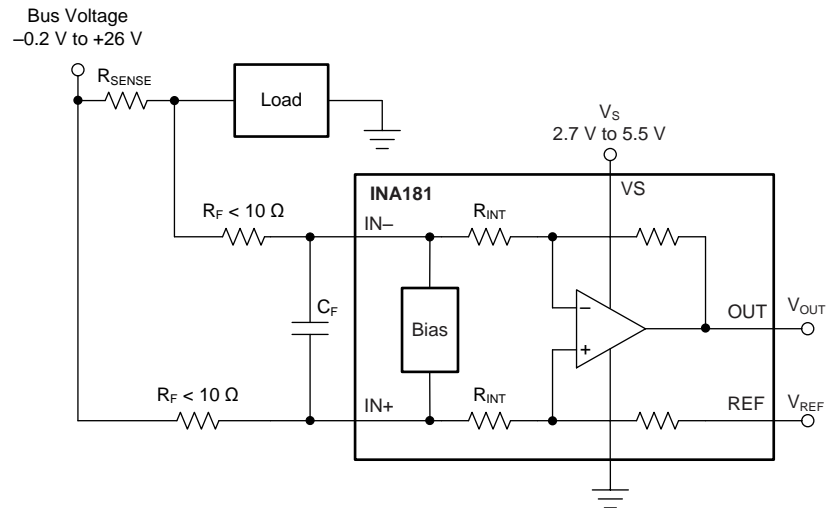 Bus Voltage
–0.2 V to +26 V
RSENSE
Load
VS
2.7 V to 5.5 V
INA181
VS
RF < 10 Ω
IN–
RINT
CF
Bias
–
+
OUT
VOUT
RF < 10 Ω
IN+
RINT
REF
VREF